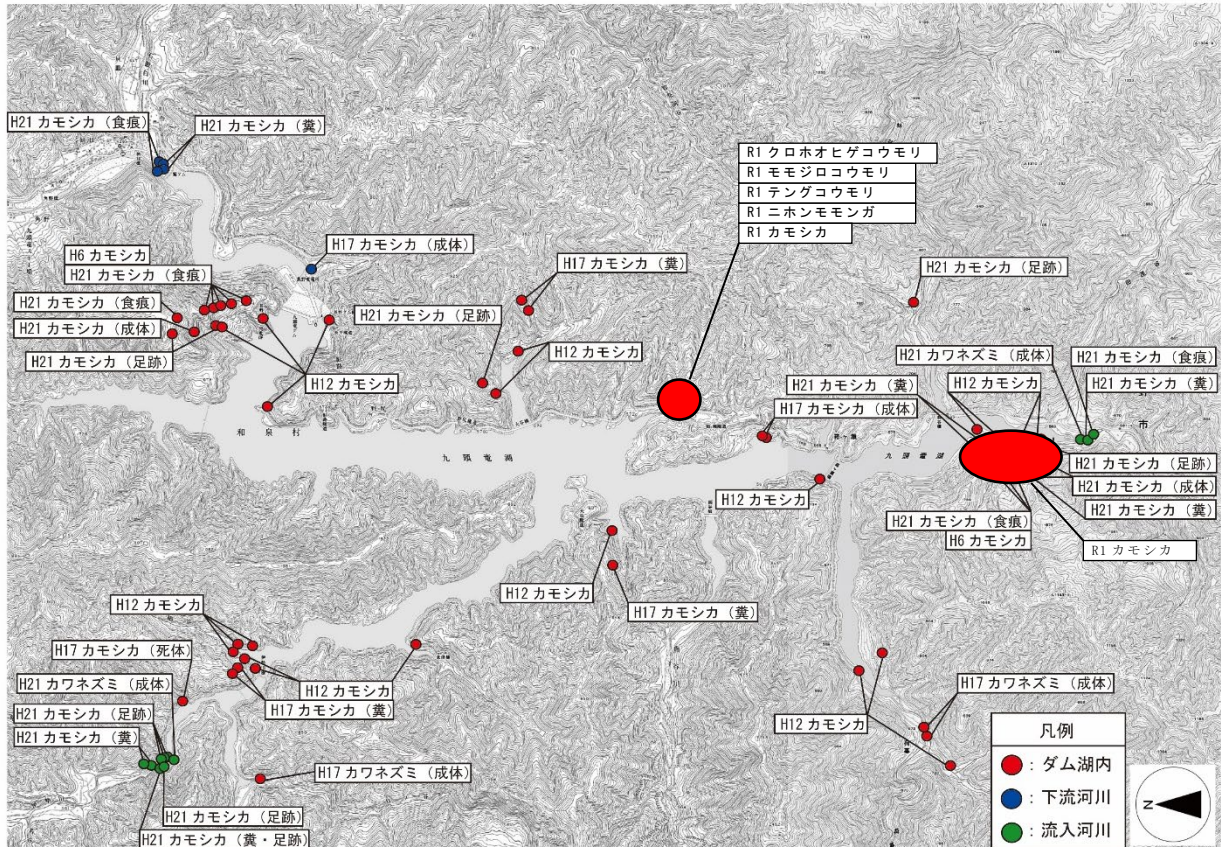 H21 カモシカ（食痕）
H21 カモシカ（糞）
R1 クロホオヒゲコウモリ
R1 モモジロコウモリ
R1 テングコウモリ
R1 ニホンモモンガ
R1 カモシカ
H17 カモシカ（成体）
H6 カモシカ
H21 カモシカ（食痕）
H21 カモシカ（食痕）
H21 カモシカ（成体）
H21 カモシカ（足跡）
H12 カモシカ
H17 カモシカ（糞）
H21 カモシカ（足跡）
H12 カモシカ
H21 カモシカ（足跡）
H21 カワネズミ（成体）
H12 カモシカ
H21 カモシカ（糞）
H17 カモシカ（成体）
H21 カモシカ（食痕）
H21 カモシカ（糞）
市
和泉村
九頭竜湖
九頭竜湖
H12 カモシカ
H21 カモシカ（足跡）
H21 カモシカ（成体）
H21 カモシカ（糞）
H21 カモシカ（食痕）
H6 カモシカ
R1 カモシカ
H12 カモシカ
H17 カモシカ（糞）
H12 カモシカ
H17 カモシカ（死体）
H21 カワネズミ（成体）
H21 カモシカ（足跡）
H21 カモシカ（糞）
H12 カモシカ
H17 カモシカ（糞）
H17 カワネズミ（成体）
H21 カモシカ（足跡）
H21 カモシカ（糞・足跡）
H17 カワネズミ（成体）
H12 カモシカ
凡例
：ダム湖内
：下流河川
：流入河川
N